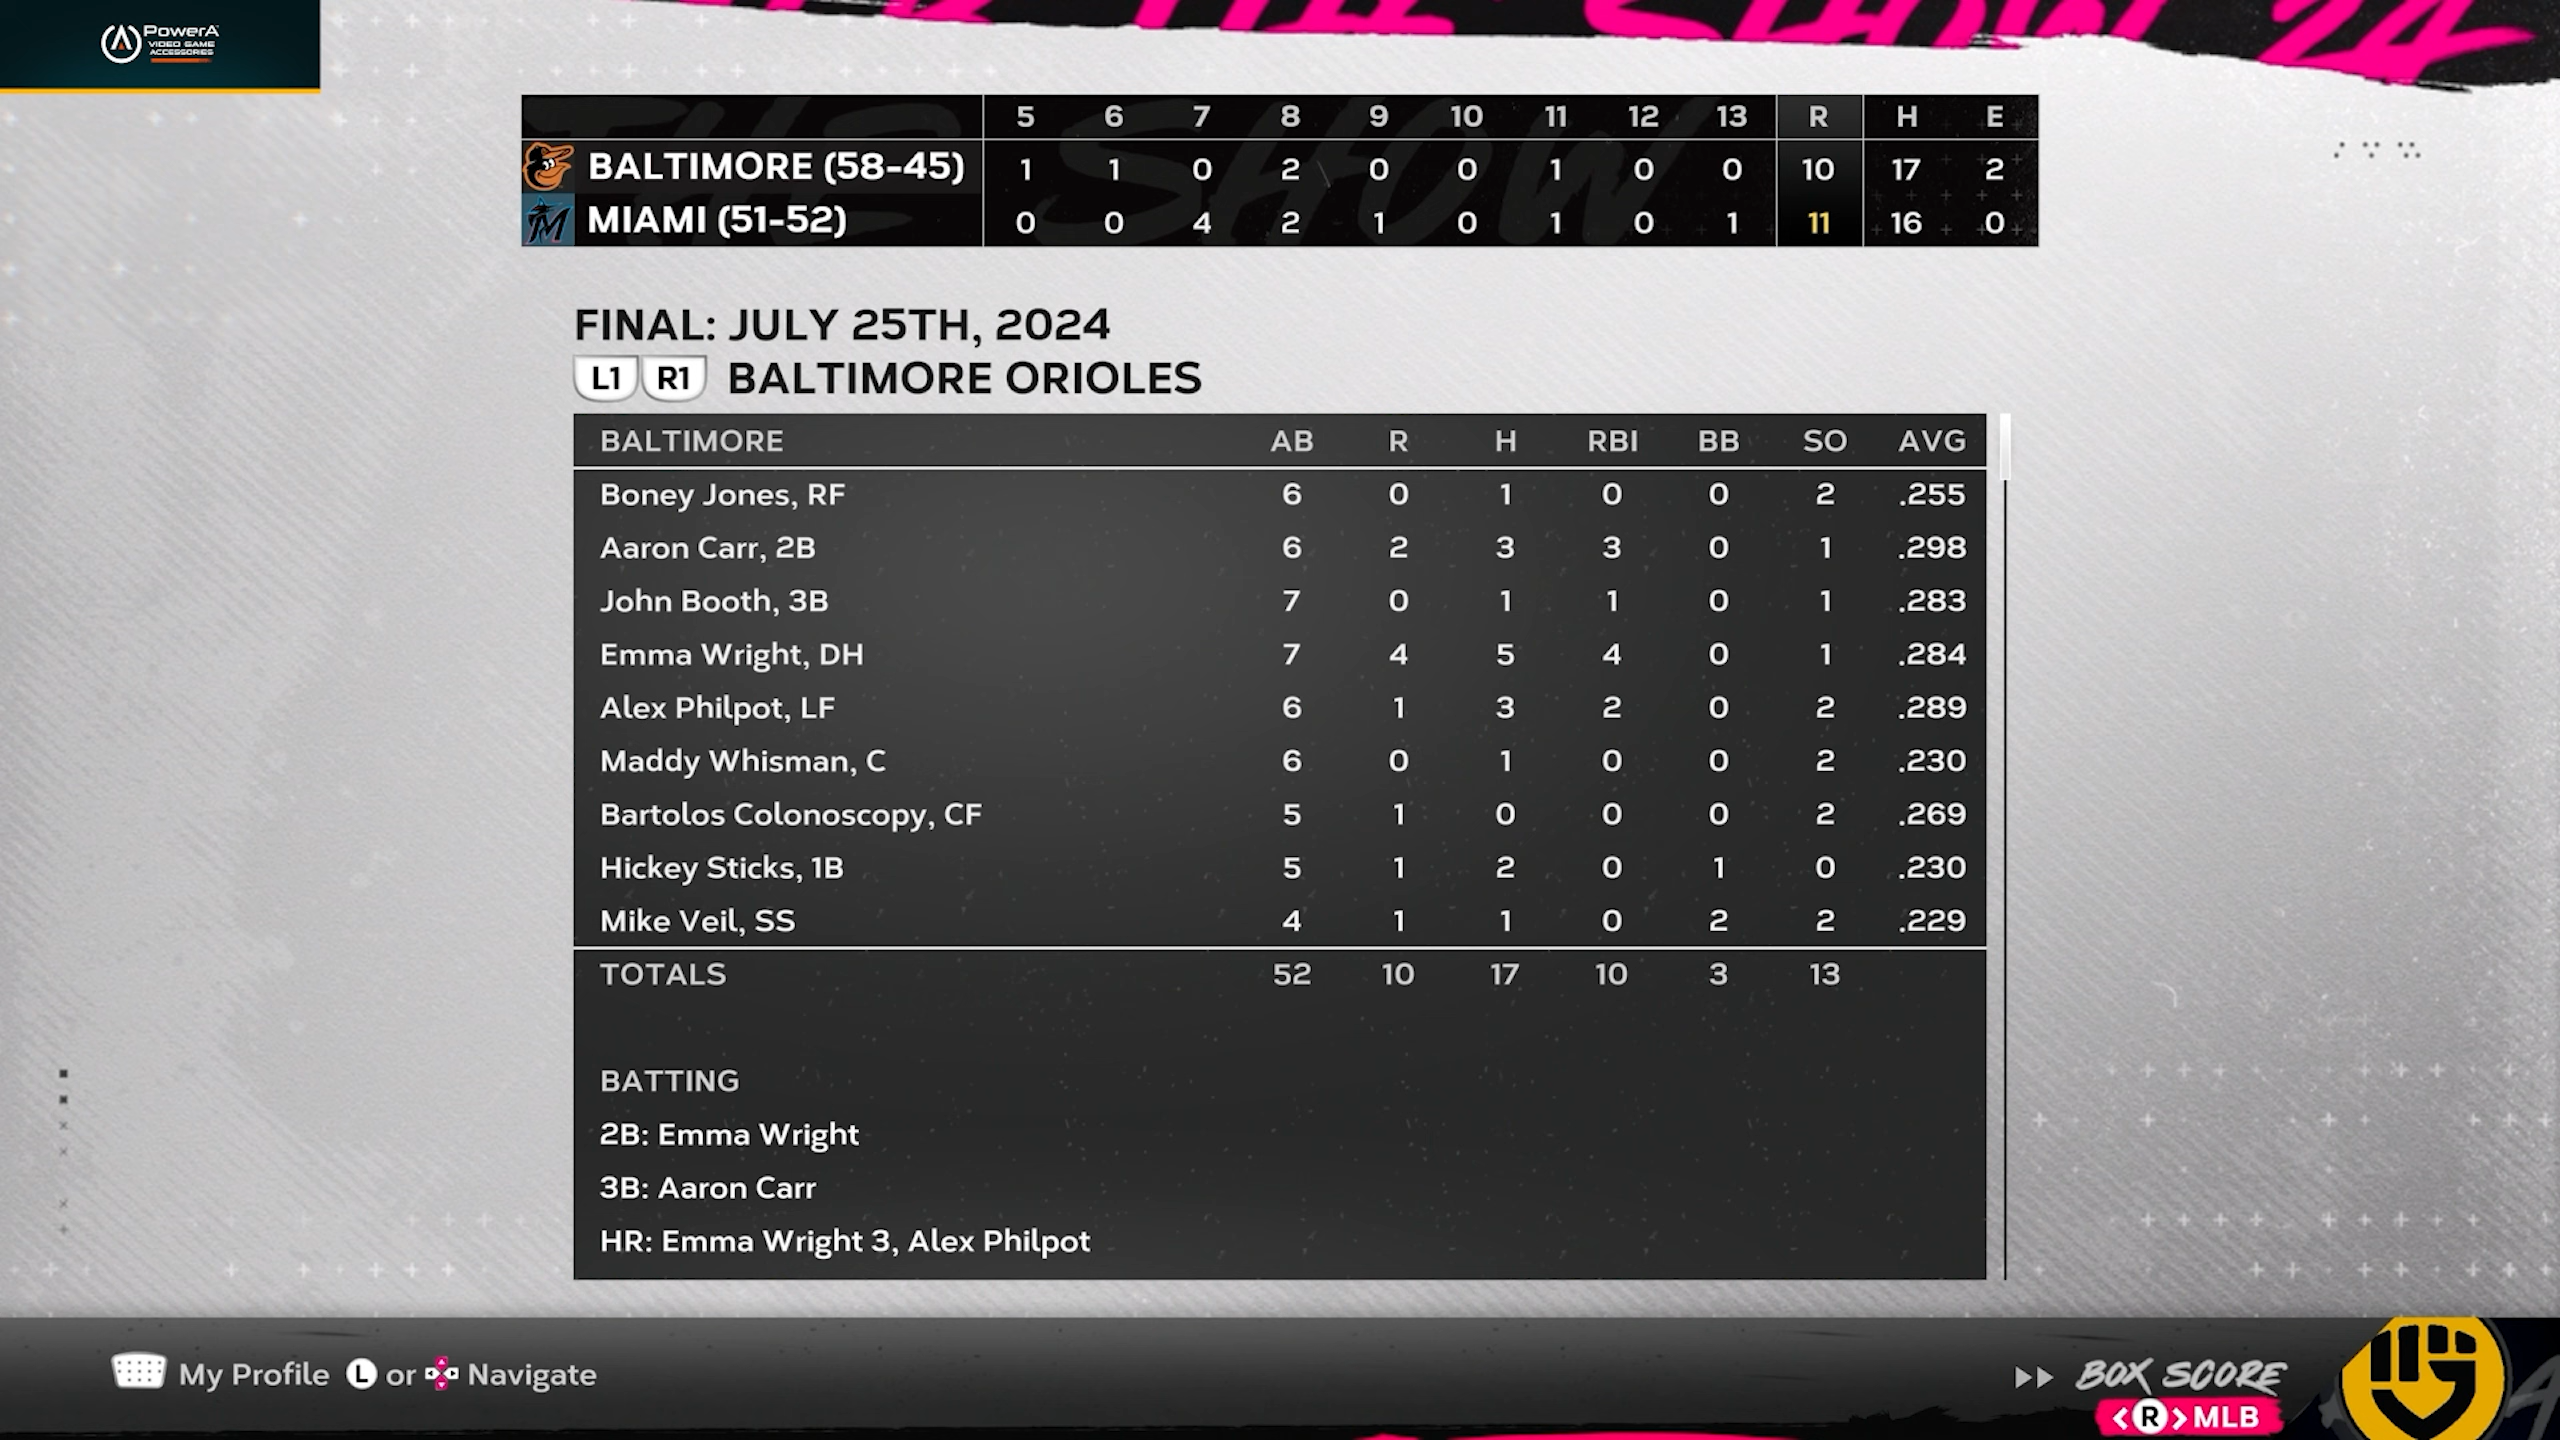 PowerA
VIDEO GAME
ACCESSORIES
THE SHOW 24
5 6 7 8 9 10 11 12 13 R H E
BALTIMORE (58-45) 1 1 0 2 0 0 1 0 0 10 17 2
MIAMI (51-52) 0 0 4 2 1 0 1 0 1 11 16 0
FINAL: JULY 25TH, 2024
L1 R1 BALTIMORE ORIOLES
BALTIMORE AB R H RBI BB SO AVG
Boney Jones, RF 6 0 1 0 0 2 .255
Aaron Carr, 2B 6 2 3 3 0 1 .298
John Booth, 3B 7 0 1 1 0 1 .283
Emma Wright, DH 7 4 5 4 0 1 .284
Alex Philpot, LF 6 1 3 2 0 2 .289
Maddy Whisman, C 6 0 1 0 0 2 .230
Bartolos Colonoscopy, CF 5 1 0 0 0 2 .269
Hickey Sticks, 1B 5 1 2 0 1 0 .230
Mike Veil, SS 4 1 1 0 2 2 .229
TOTALS 52 10 17 10 3 13
BATTING
2B: Emma Wright
3B: Aaron Carr
HR: Emma Wright 3, Alex Philpot
My Profile L or Navigate
BOX SCORE
<R> MLB